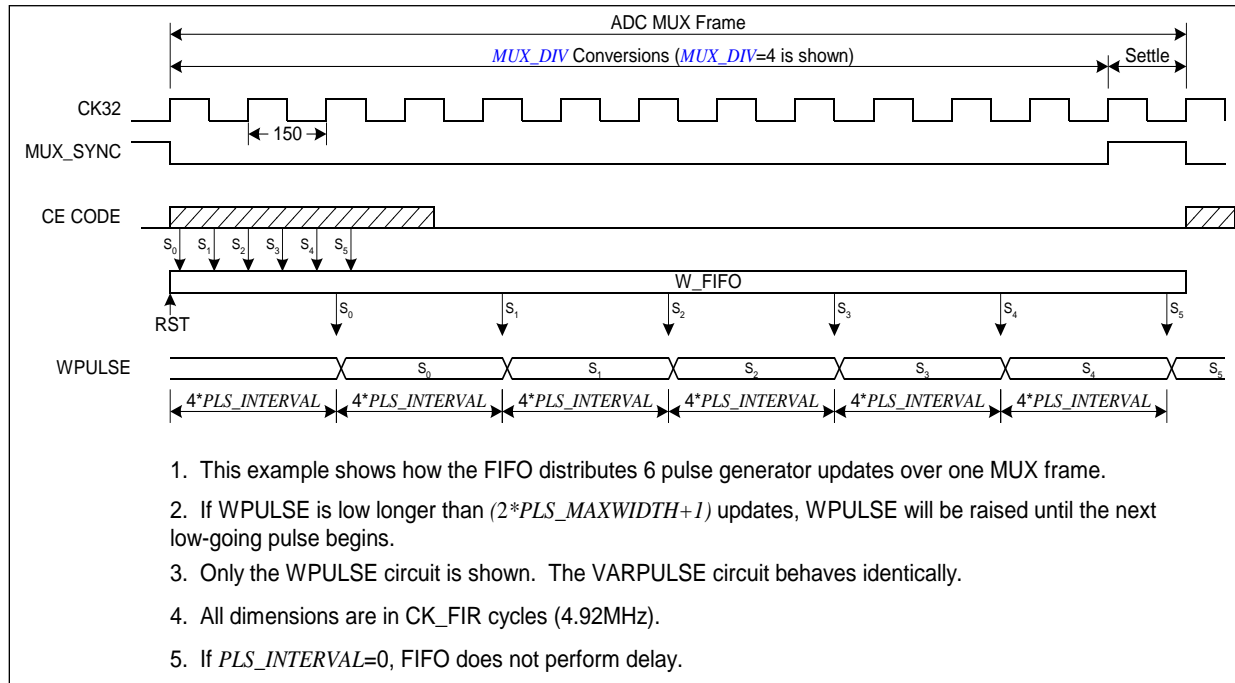 ADC MUX Frame
MUX_DIV Conversions (MUX_DIV=4 is shown)
Settle
CK32
150
MUX_SYNC
CE CODE
S0 S1 S2 S3 S4 S5
W_FIFO
RST
S0 S1 S2 S3 S4 S5
WPULSE
S0 S1 S2 S3 S4 S5
4*PLS_INTERVAL 4*PLS_INTERVAL 4*PLS_INTERVAL 4*PLS_INTERVAL 4*PLS_INTERVAL 4*PLS_INTERVAL
1. This example shows how the FIFO distributes 6 pulse generator updates over one MUX frame.
2. If WPULSE is low longer than (2*PLS_MAXWIDTH+1) updates, WPULSE will be raised until the next
low-going pulse begins.
3. Only the WPULSE circuit is shown. The VARPULSE circuit behaves identically.
4. All dimensions are in CK_FIR cycles (4.92MHz).
5. If PLS_INTERVAL=0, FIFO does not perform delay.